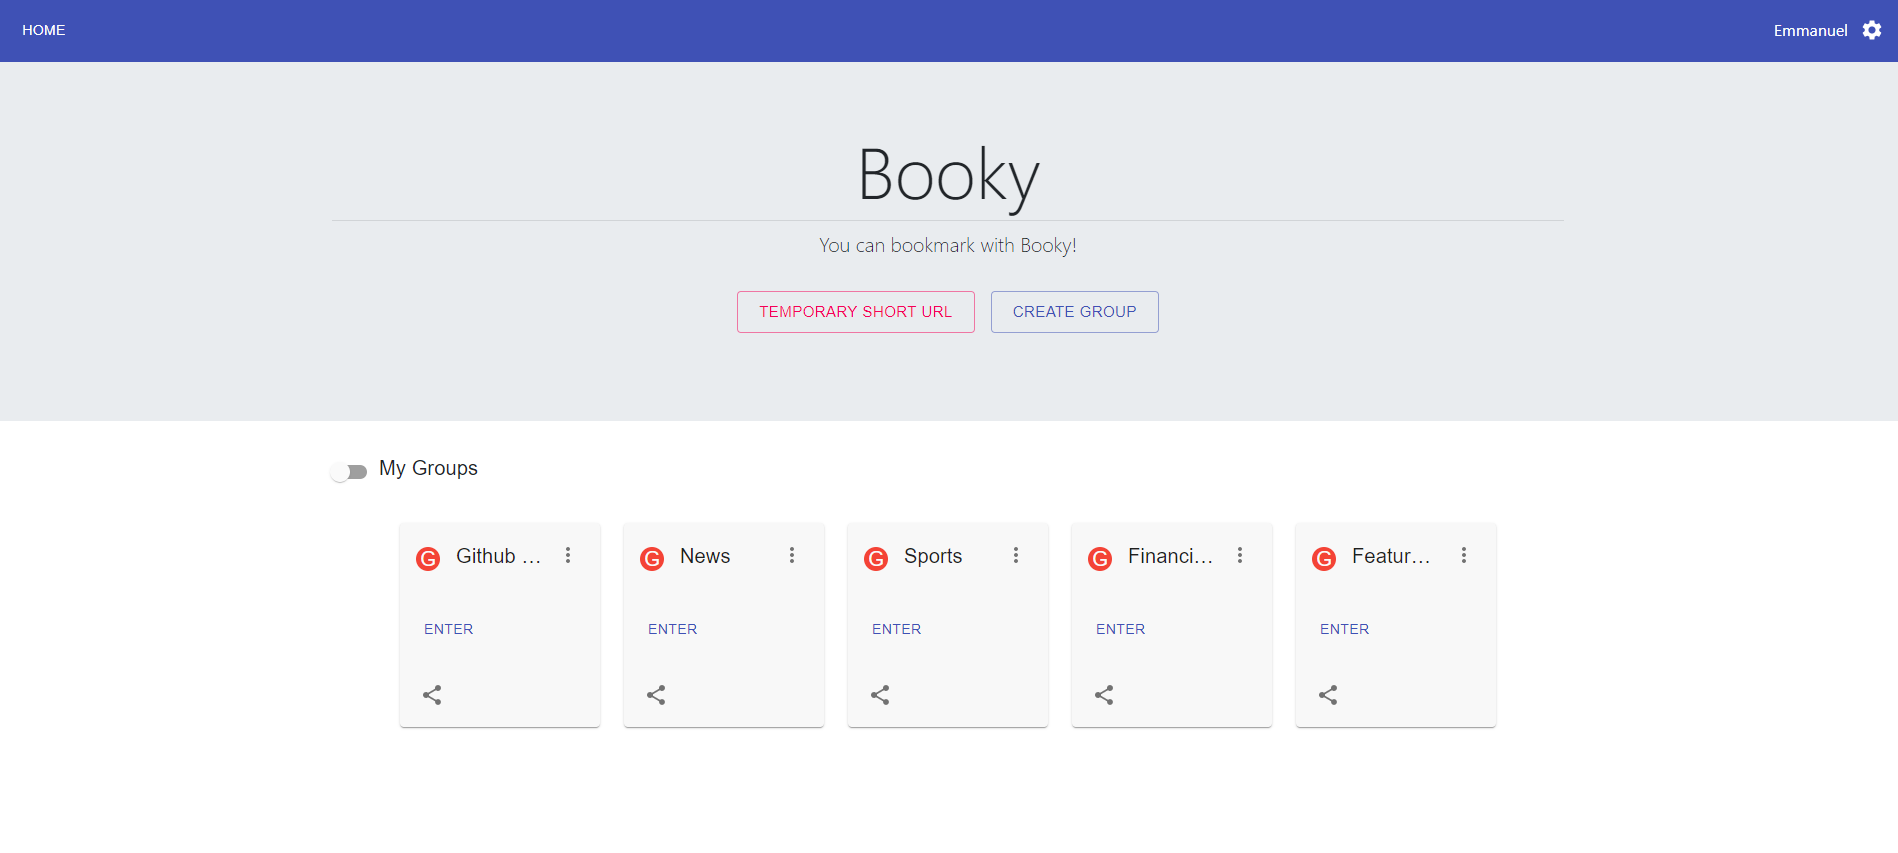 HOME
Emmanuel
Booky
You can bookmark with Booky!
TEMPORARY SHORT URL
CREATE GROUP
My Groups
G Github ...
G News
G Sports
G Financi...
G Featur...
ENTER
ENTER
ENTER
ENTER
ENTER